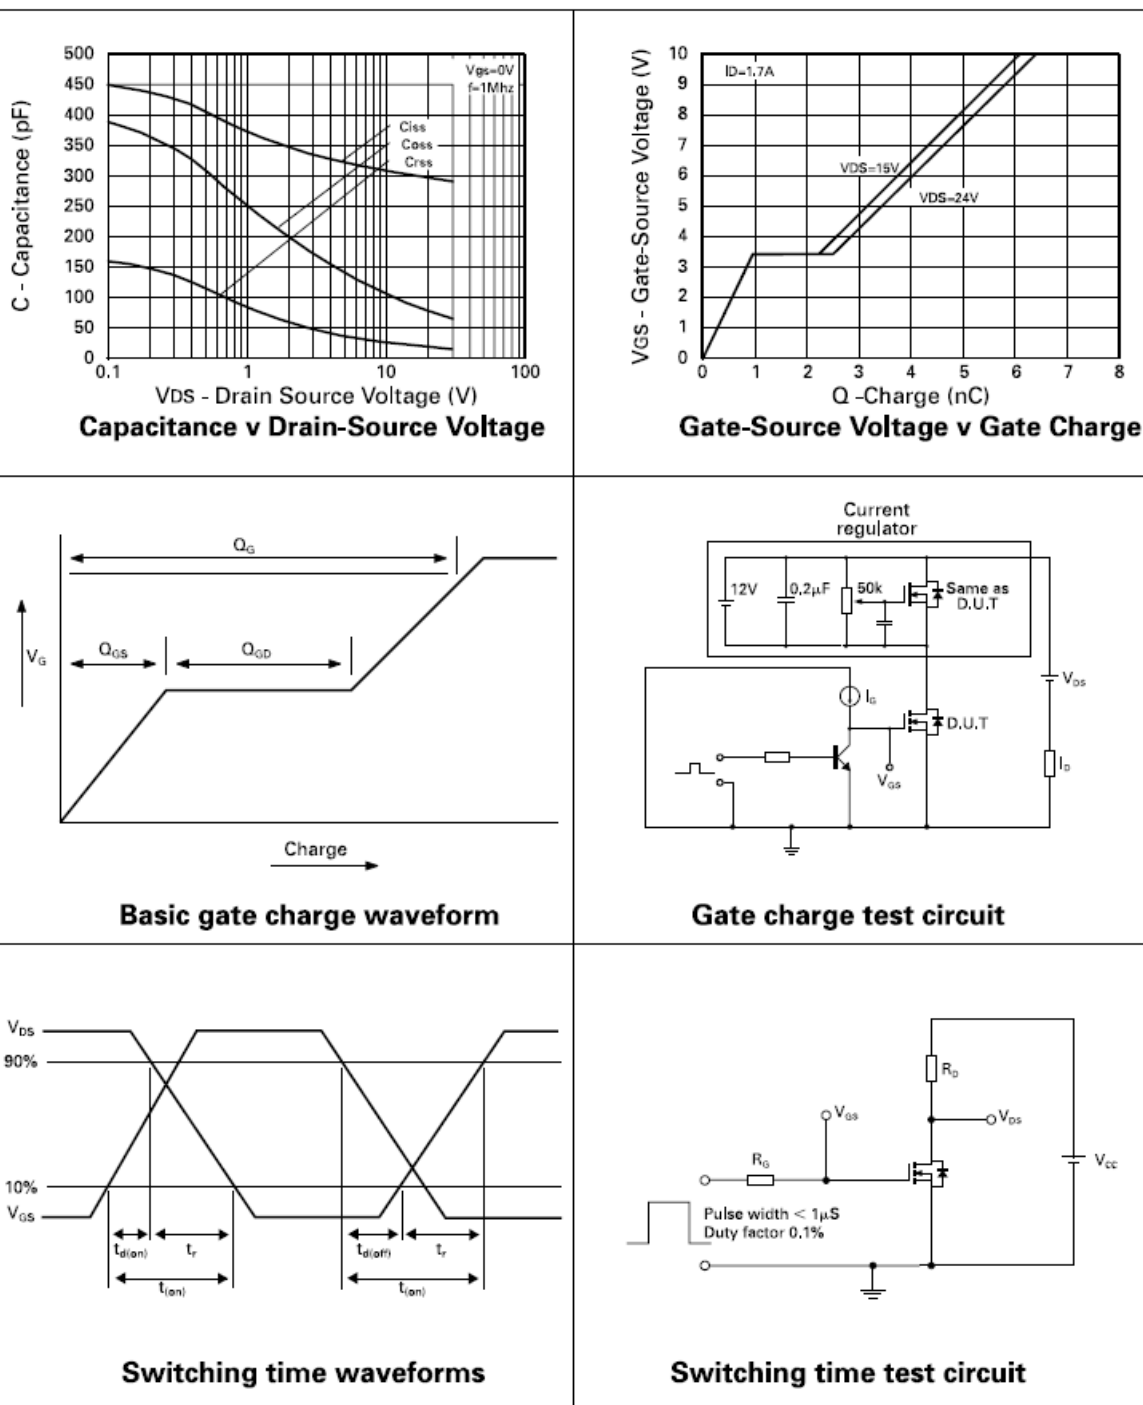 500
450
400
350
300
250
200
150
100
50
0
C - Capacitance (pF)
Vgs=0V
f=1Mhz
Ciss
Coss
Crss
0.1
1
10
100
VDS - Drain Source Voltage (V)
Capacitance v Drain-Source Voltage
10
9
8
7
6
5
4
3
2
1
0
VGS - Gate-Source Voltage (V)
ID=1.7A
VDS=15V
VDS=24V
0 1 2 3 4 5 6 7 8
Q -Charge (nC)
Gate-Source Voltage v Gate Charge
QG
QGS
QGD
VG
Charge
Basic gate charge waveform
Current
regulator
12V
0.2µF
50k
Same as
D.U.T
VDS
IG
D.U.T
VGS
ID
Gate charge test circuit
VDS
90%
10%
VGS
td(on)
tr
td(off)
tr
t(on)
t(on)
Switching time waveforms
RD
VGS
VDS
RG
VCC
Pulse width < 1µS
Duty factor 0.1%
Switching time test circuit